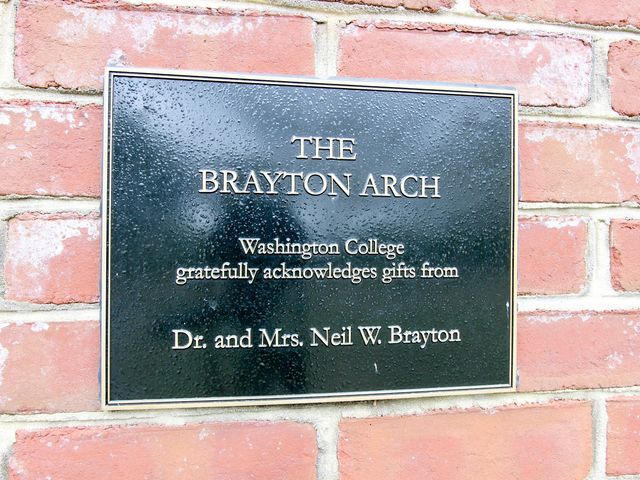 THE
BRAYTON ARCH
Washington College
gratefully acknowledges gifts from
Dr. and Mrs. Neil W. Brayton